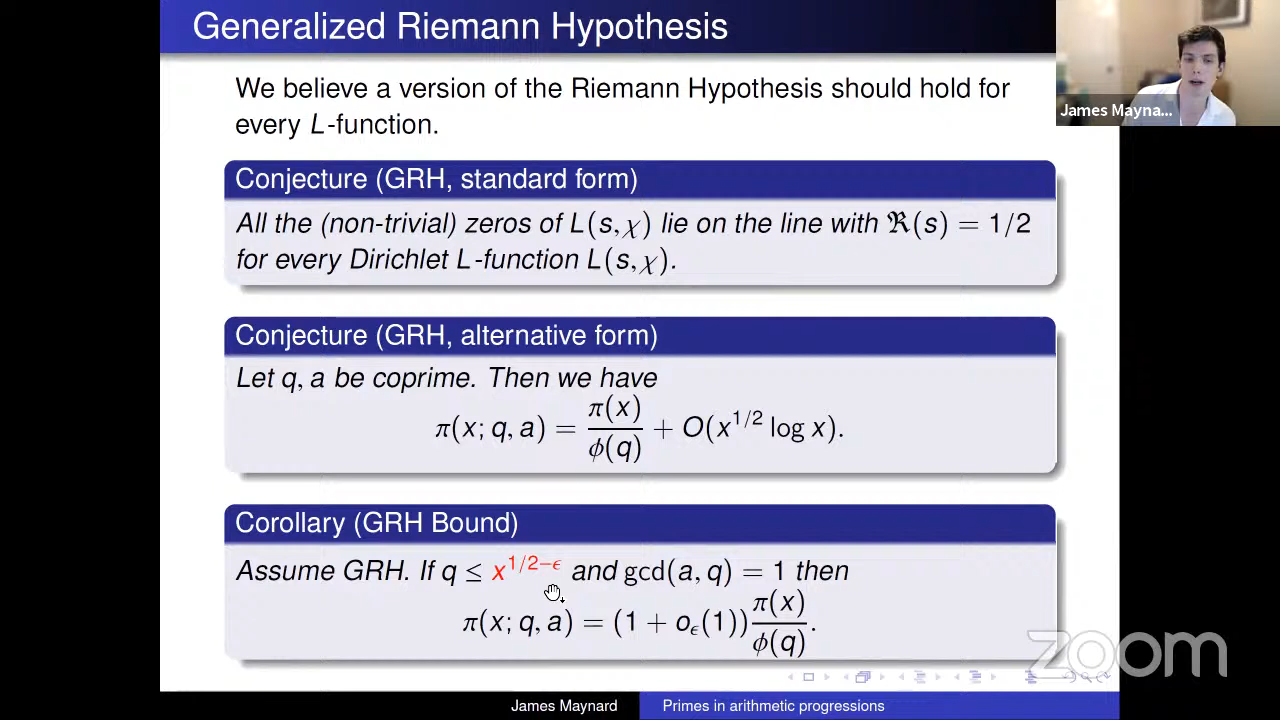 Generalized Riemann Hypothesis
We believe a version of the Riemann Hypothesis should hold for
every L-function.
James Mayna...
Conjecture (GRH, standard form)
All the (non-trivial) zeros of L(s, χ) lie on the line with ℜ(s) = 1/2
for every Dirichlet L-function L(s, χ).
Conjecture (GRH, alternative form)
Let q, a be coprime. Then we have
π(x; q, a) = π(x)/ϕ(q) + O(x^{1/2} log x).
Corollary (GRH Bound)
Assume GRH. If q ≤ x^{1/2−ϵ} and gcd(a, q) = 1 then
π(x; q, a) = (1 + o_ϵ(1)) π(x)/ϕ(q).
zoom
James Maynard
Primes in arithmetic progressions